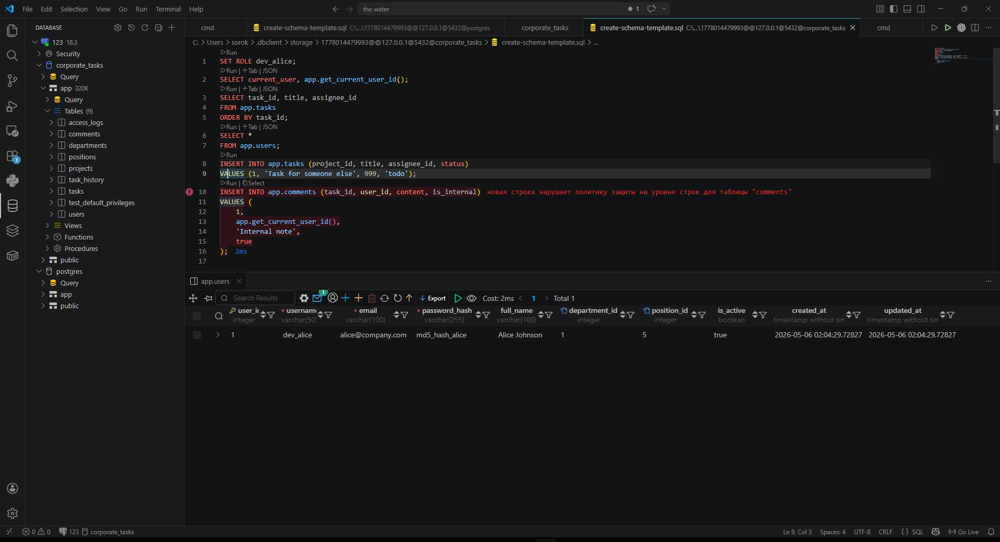 File Edit Selection View Go Run Terminal Help
the water
1
DATABASE
cmd
create-schema-template.sql C:\...\1778014479993@@127.0.0.1@5432@postgres
corporate_tasks
create-schema-template.sql C:\...\1778014479993@@127.0.0.1@5432@corporate_tasks
cmd
C: > Users > sorok > .dbclient > storage > 1778014479993@@127.0.0.1@5432@corporate_tasks > create-schema-template.sql > ...
123 18.3
Security
corporate_tasks
Query
app 320K
Query
Tables (9)
access_logs
comments
departments
positions
projects
task_history
tasks
test_default_privileges
users
Views
Functions
Procedures
public
postgres
Query
app
public
1
▷Run
1 SET ROLE dev_alice;
▷Run | +Tab | JSON
2 SELECT current_user, app.get_current_user_id();
▷Run | +Tab | JSON
3 SELECT task_id, title, assignee_id
4 FROM app.tasks
5 ORDER BY task_id;
▷Run | +Tab | JSON
6 SELECT *
7 FROM app.users;
▷Run
8 INSERT INTO app.tasks (project_id, title, assignee_id, status)
9 VALUES (1, 'Task for someone else', 999, 'todo');
▷Run | Select
10 INSERT INTO app.comments (task_id, user_id, content, is_internal) новая строка нарушает политику защиты на уровне строк для таблицы "comments"
11 VALUES (
12 1,
13 app.get_current_user_id(),
14 'Internal note',
15 true
16 ); 2ms
17
app.users
Search Results
1
Export
Cost: 2ms < 1 > Total 1
user_id * username * email * password_hash full_name department_id position_id is_active created_at updated_at
integer varchar(50) varchar(100) varchar(255) varchar(100) integer integer boolean timestamp without tim timestamp without tim
1 dev_alice alice@company.com md5_hash_alice Alice Johnson 1 5 true 2026-05-06 02:04:29.72827 2026-05-06 02:04:29.72827
0 0 123 corporate_tasks
Ln 9, Col 3 Spaces: 4 UTF-8 CRLF { } SQL Go Live